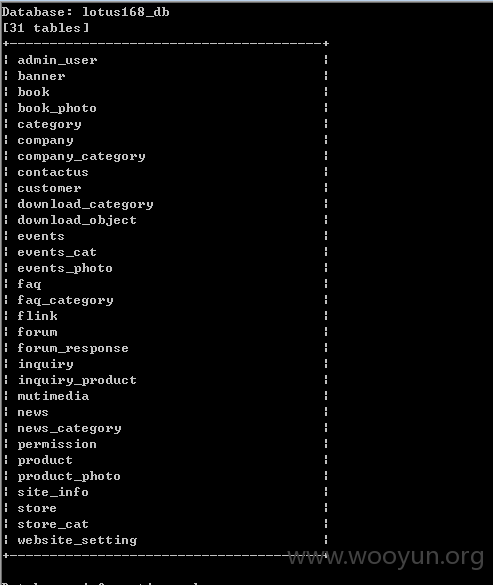 Database: lotus168_db
[31 tables]
+---------------------------------------+
¦ admin_user ¦
¦ banner ¦
¦ book ¦
¦ book_photo ¦
¦ category ¦
¦ company ¦
¦ company_category ¦
¦ contactus ¦
¦ customer ¦
¦ download_category ¦
¦ download_object ¦
¦ events ¦
¦ events_cat ¦
¦ events_photo ¦
¦ faq ¦
¦ faq_category ¦
¦ flink ¦
¦ forum ¦
¦ forum_response ¦
¦ inquiry ¦
¦ inquiry_product ¦
¦ mutimedia ¦
¦ news ¦
¦ news_category ¦
¦ permission ¦
¦ product ¦
¦ product_photo ¦
¦ site_info ¦
¦ store ¦
¦ store_cat ¦
¦ website_setting ¦
+---------------------------------------+
www.wooyun.org